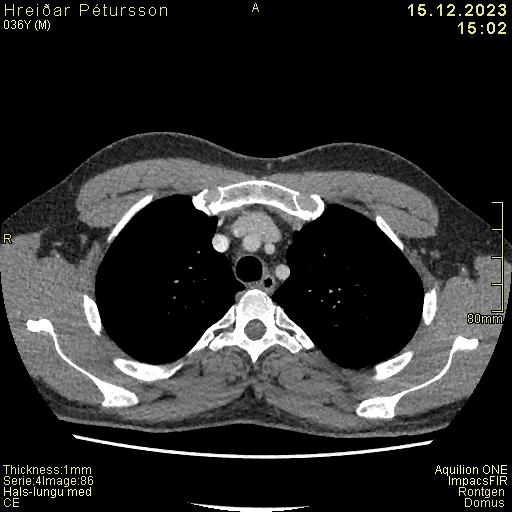 Hreiðar Pétursson
036Y (M)
A
15.12.2023
15:02
R
80mm
Thickness:1mm
Serie:4Image:86
Hals-lungu med
CE
Aquilion ONE
ImpacsFIR
Rontgen
Domus